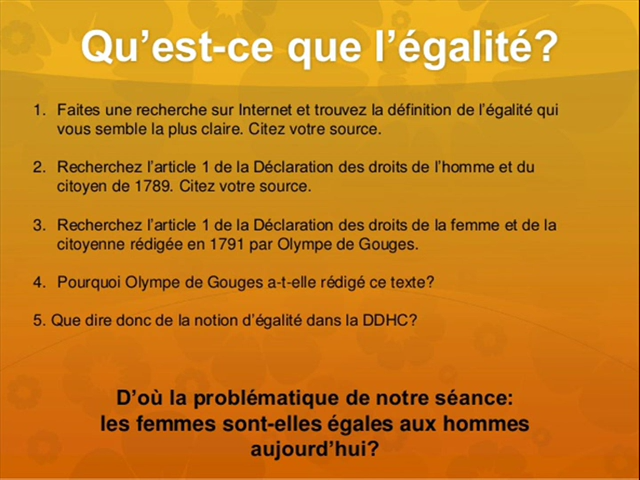 Qu’est-ce que l’égalité?
1. Faites une recherche sur Internet et trouvez la définition de l’égalité qui
vous semble la plus claire. Citez votre source.
2. Recherchez l’article 1 de la Déclaration des droits de l’homme et du
citoyen de 1789. Citez votre source.
3. Recherchez l’article 1 de la Déclaration des droits de la femme et de la
citoyenne rédigée en 1791 par Olympe de Gouges.
4. Pourquoi Olympe de Gouges a-t-elle rédigé ce texte?
5. Que dire donc de la notion d’égalité dans la DDHC?
D’où la problématique de notre séance:
les femmes sont-elles égales aux hommes
aujourd’hui?